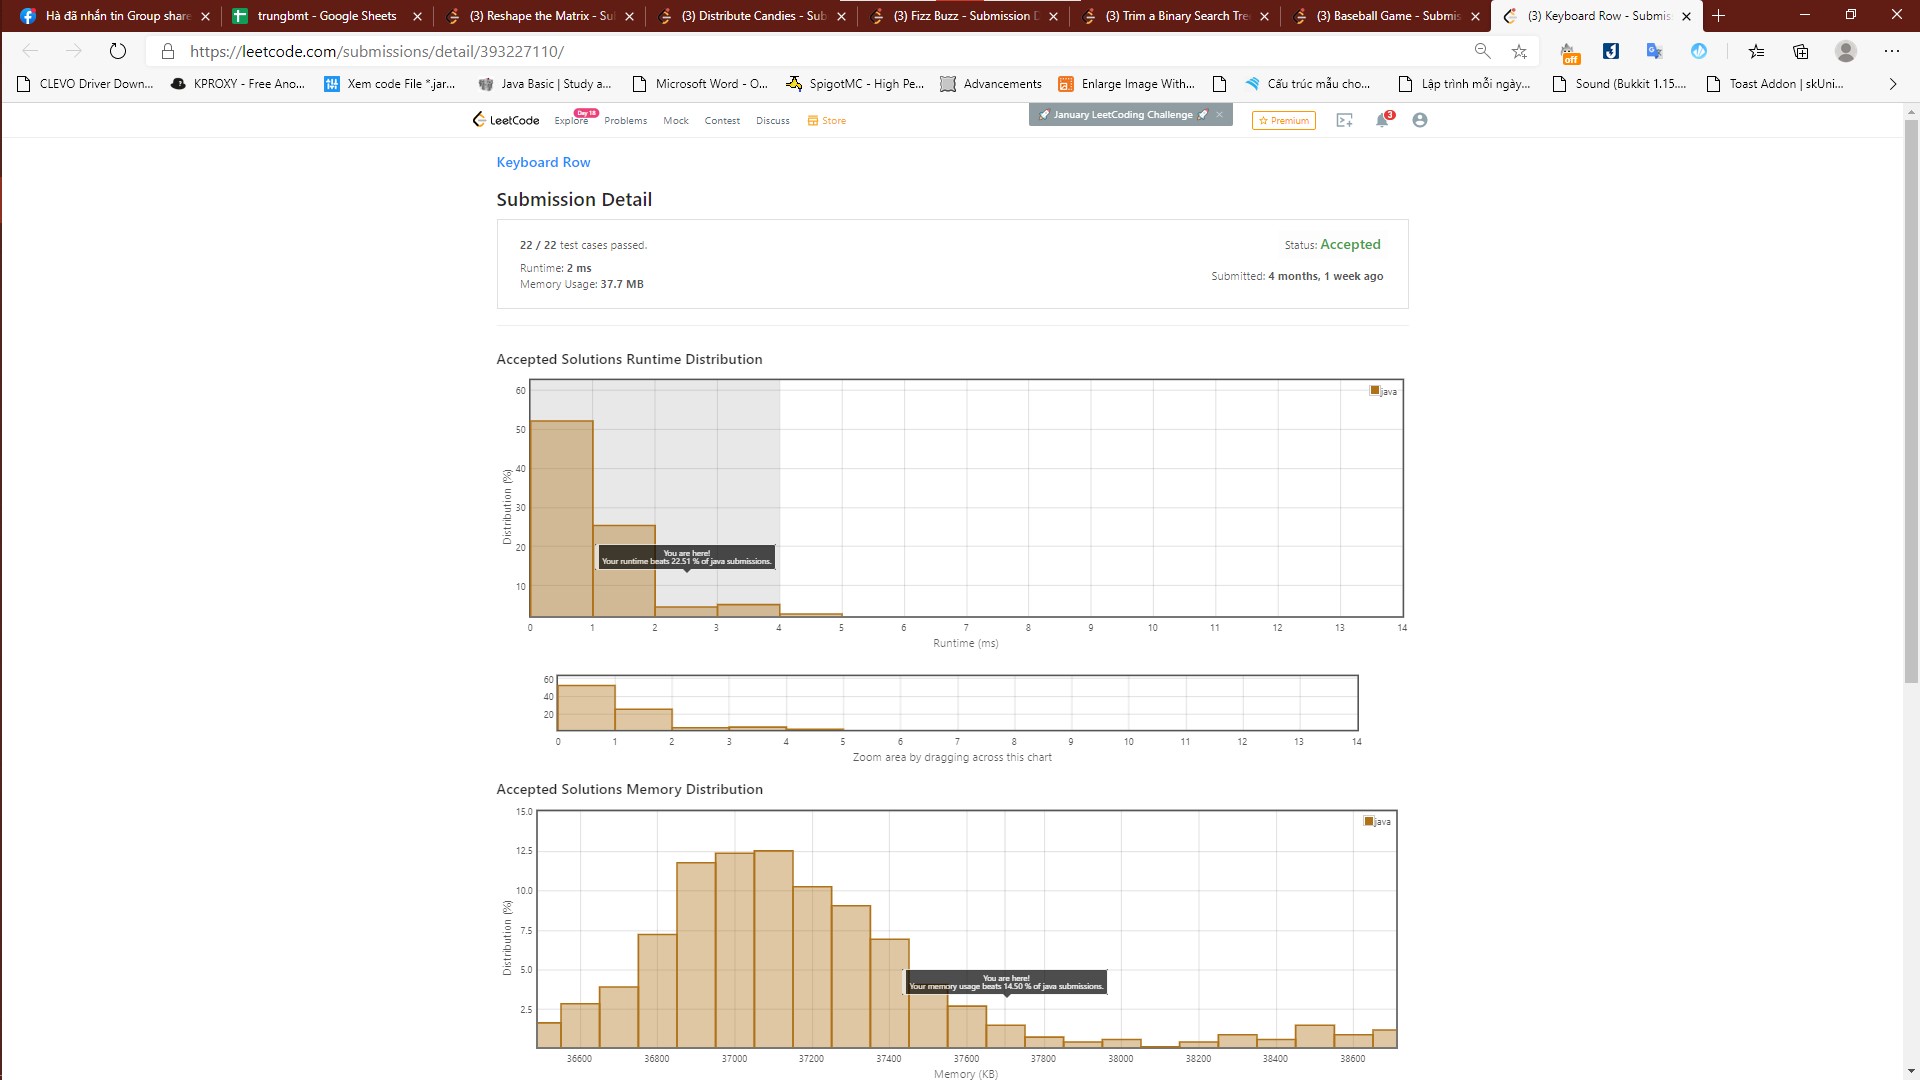 Hà đã nhắn tin Group share
trungbmt - Google Sheets
(3) Reshape the Matrix - Su
(3) Distribute Candies - Sub
(3) Fizz Buzz - Submission D
(3) Trim a Binary Search Tre
(3) Baseball Game - Submis
(3) Keyboard Row - Submis
https://leetcode.com/submissions/detail/393227110/
off
CLEVO Driver Down...
KPROXY - Free Ano...
Xem code File *.jar...
Java Basic | Study a...
Microsoft Word - O...
SpigotMC - High Pe...
Advancements
Enlarge Image With...
Cấu trúc mẫu cho...
Lập trình mỗi ngày...
Sound (Bukkit 1.15....
Toast Addon | skUni...
LeetCode
Explore
Day 18
Problems
Mock
Contest
Discuss
Store
January LeetCoding Challenge
Premium
3
Keyboard Row
Submission Detail
22 / 22 test cases passed.
Status: Accepted
Runtime: 2 ms
Submitted: 4 months, 1 week ago
Memory Usage: 37.7 MB
Accepted Solutions Runtime Distribution
60
50
40
30
20
10
Distribution (%)
java
You are here!
Your runtime beats 22.51 % of java submissions.
0 1 2 3 4 5 6 7 8 9 10 11 12 13 14
Runtime (ms)
60
40
20
0 1 2 3 4 5 6 7 8 9 10 11 12 13 14
Zoom area by dragging across this chart
Accepted Solutions Memory Distribution
15.0
12.5
10.0
7.5
5.0
2.5
Distribution (%)
java
You are here!
Your memory usage beats 14.50 % of java submissions.
36600 36800 37000 37200 37400 37600 37800 38000 38200 38400 38600
Memory (KB)